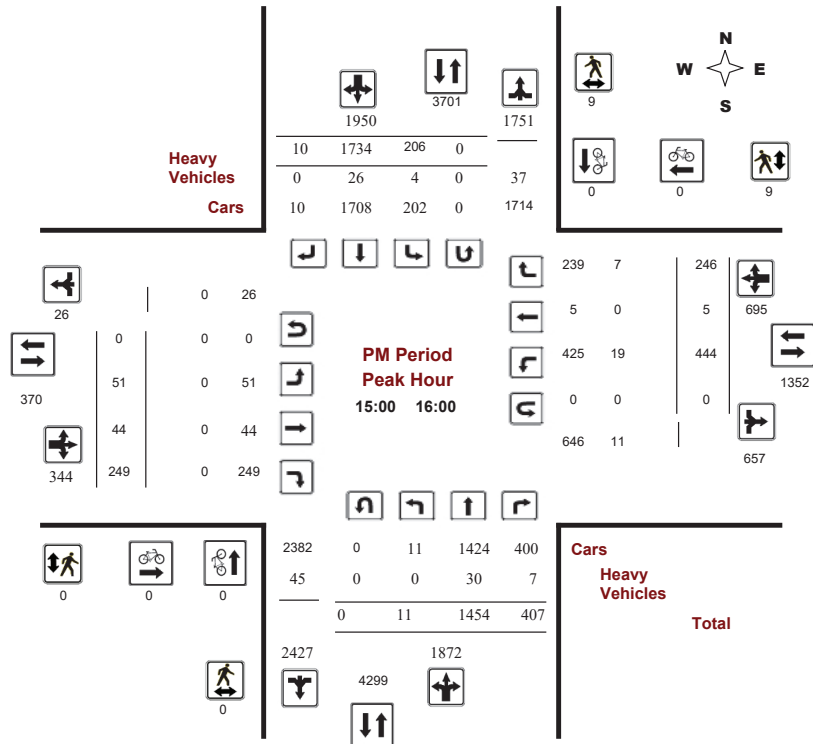 N
W E
S
3701
9
1950 1751
10 1734 206 0
Heavy
Vehicles
0 26 4 0 37
Cars 10 1708 202 0 1714
0 0 9
239 7 246
26 0 26
695
5 0 5
0 0 0
PM Period
Peak Hour
15:00 16:00
425 19 444
1352
370
51 0 51
0 0 0
44 0 44
646 11
657
344
249 0 249
2382 0 11 1424 400 Cars
45 0 0 30 7 Heavy
Vehicles
0 0 0
0 11 1454 407 Total
2427 1872
4299
0